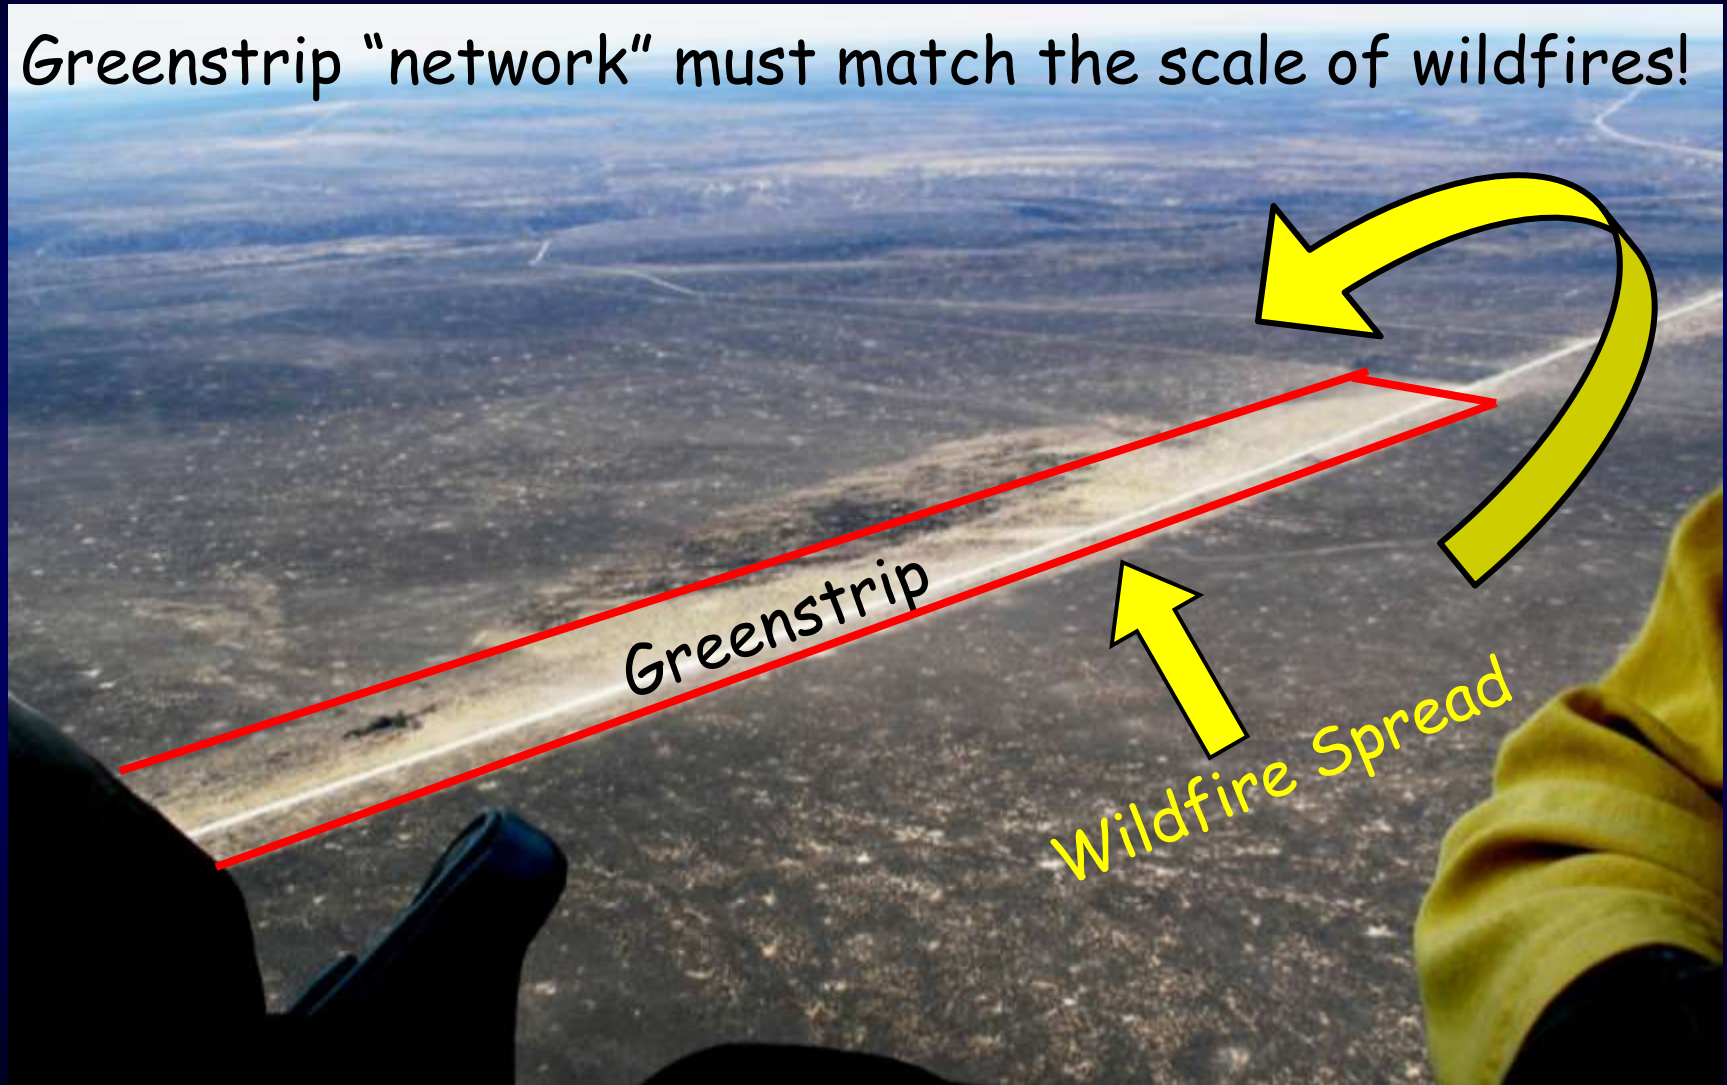 Greenstrip “network” must match the scale of wildfires!
Greenstrip
Wildfire Spread